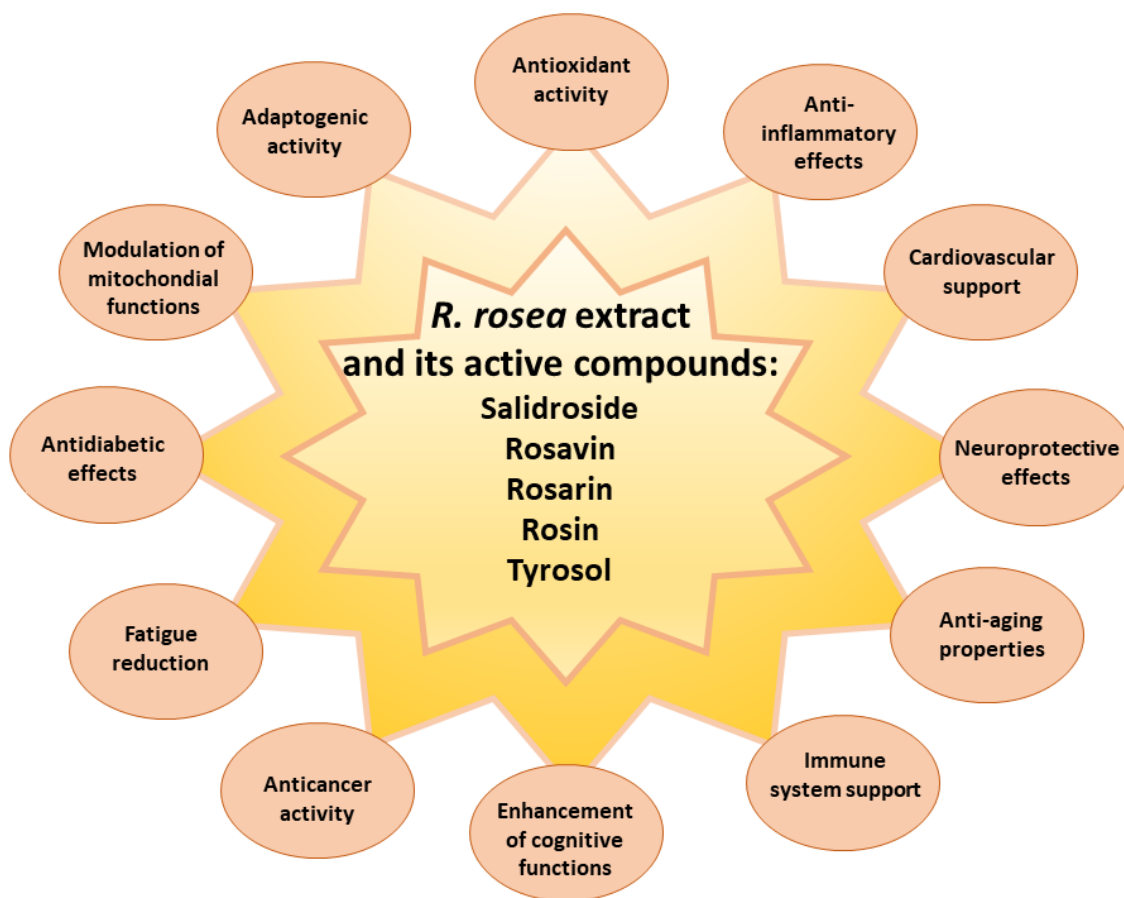 Antioxidant
activity
Anti-
inflammatory
effects
Cardiovascular
support
Neuroprotective
effects
Anti-aging
properties
Immune
system support
Enhancement
of cognitive
functions
Anticancer
activity
Fatigue
reduction
Antidiabetic
effects
Modulation of
mitochondial
functions
Adaptogenic
activity
R. rosea extract
and its active compounds:
Salidroside
Rosavin
Rosarin
Rosin
Tyrosol